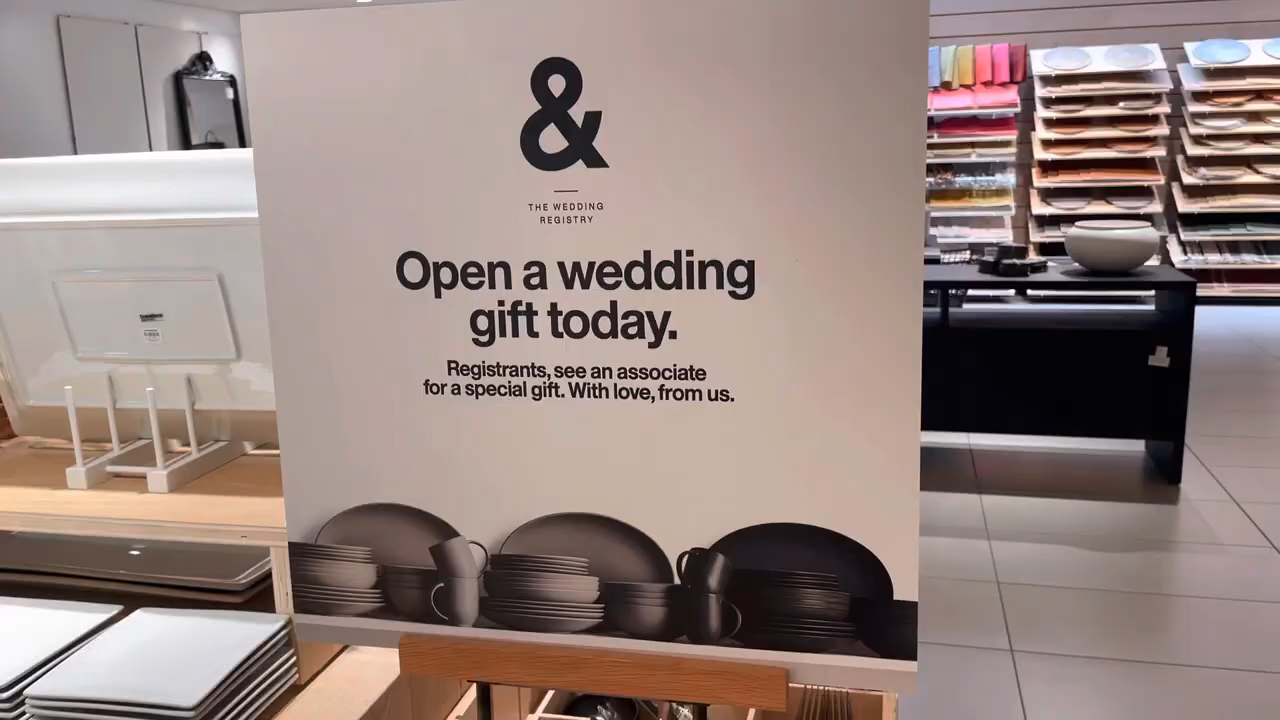 &
THE WEDDING
REGISTRY
Open a wedding
gift today.
Registrants, see an associate
for a special gift. With love, from us.